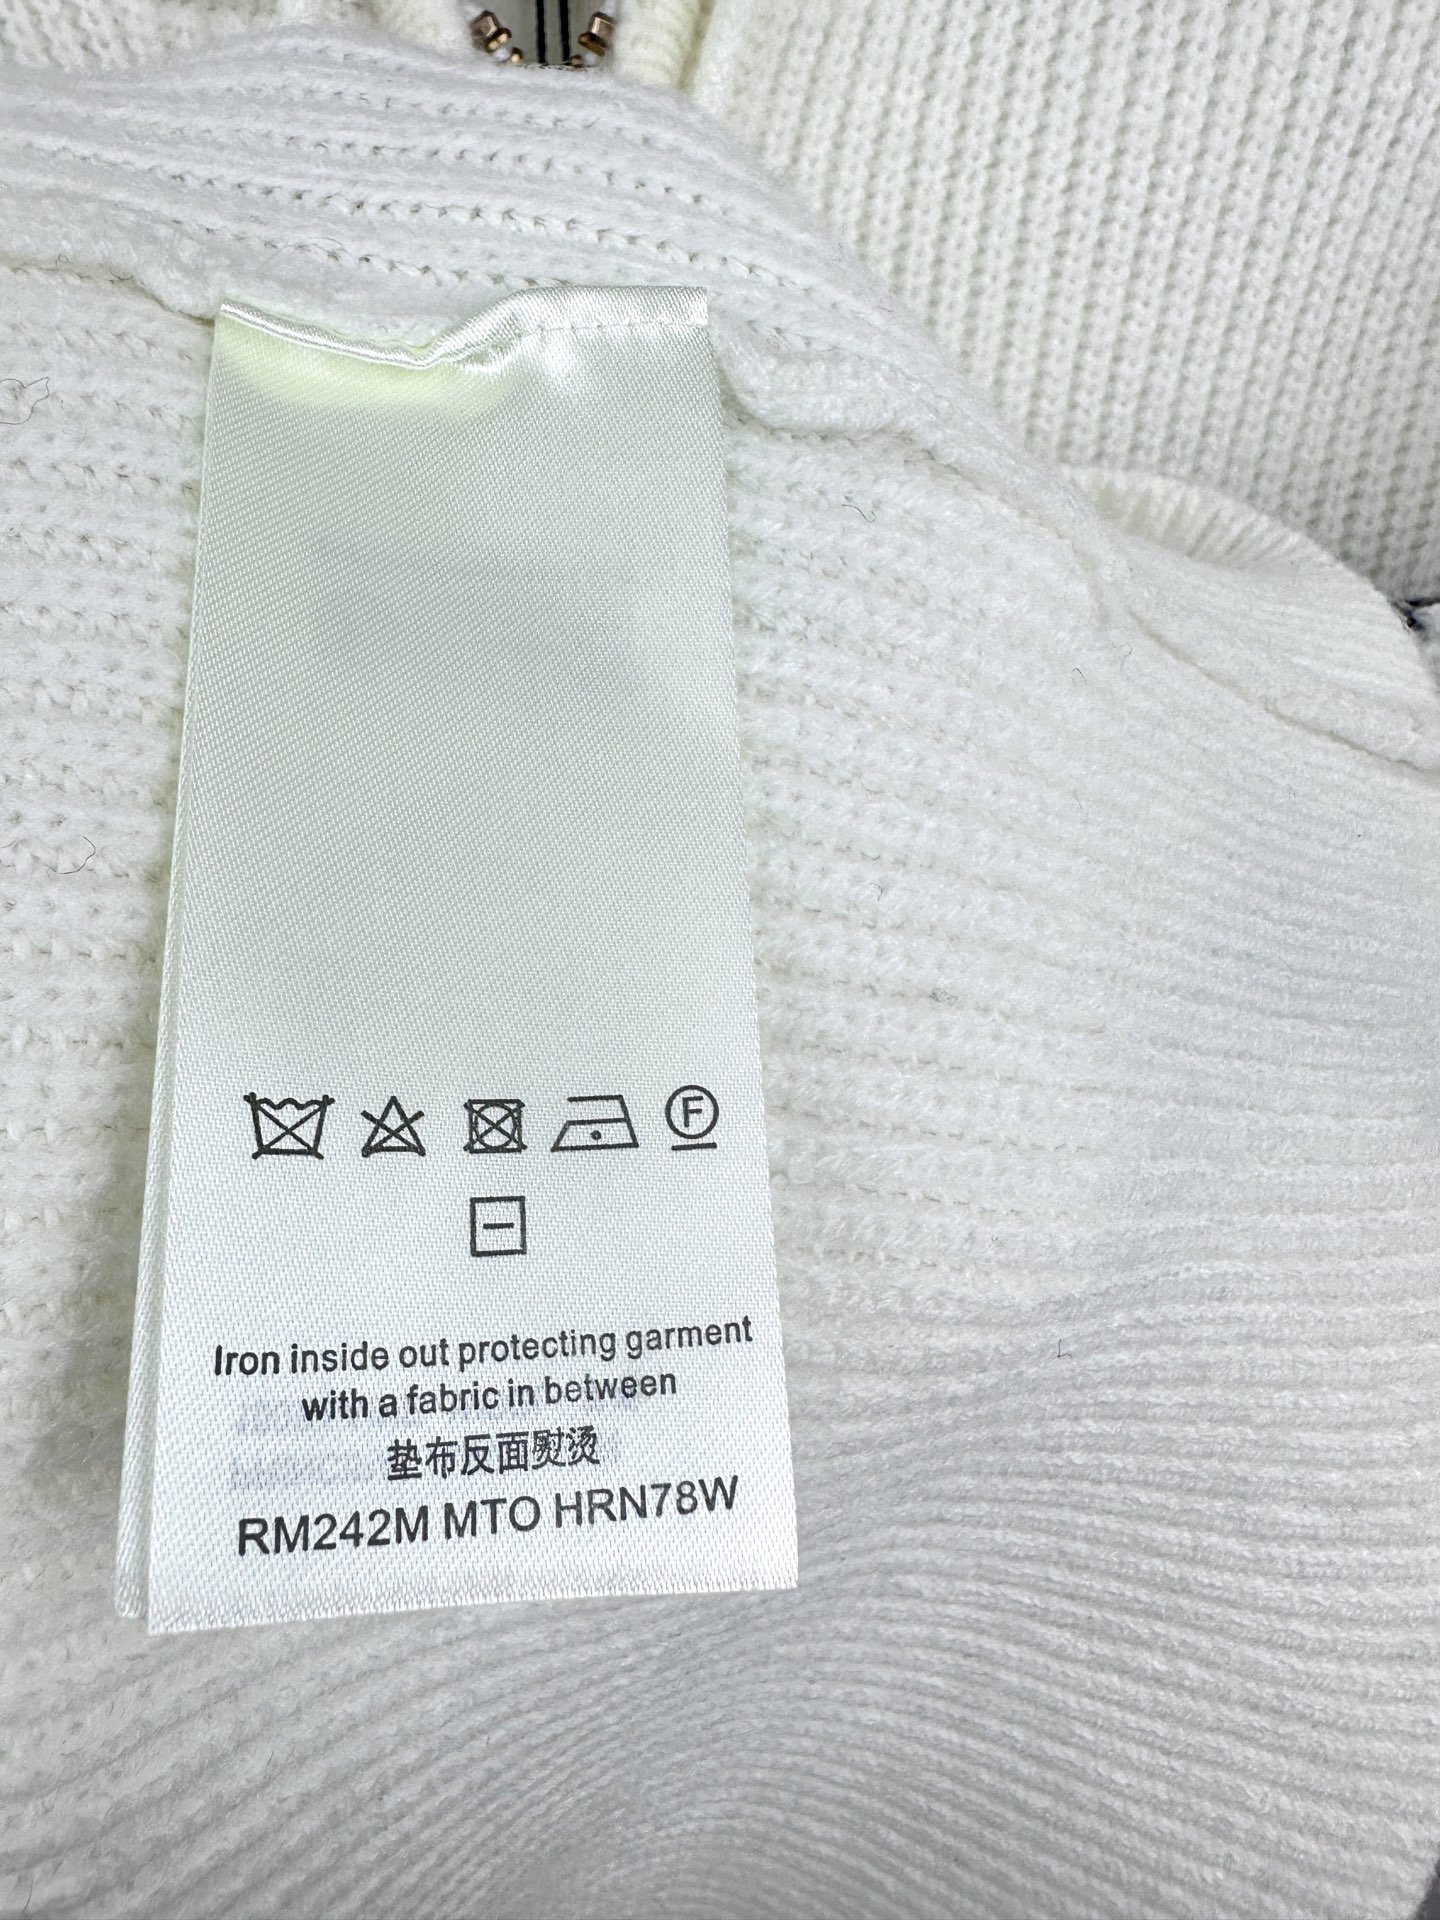 F
Iron inside out protecting garment
with a fabric in between
垫布反面熨烫
RM242M MTO HRN78W